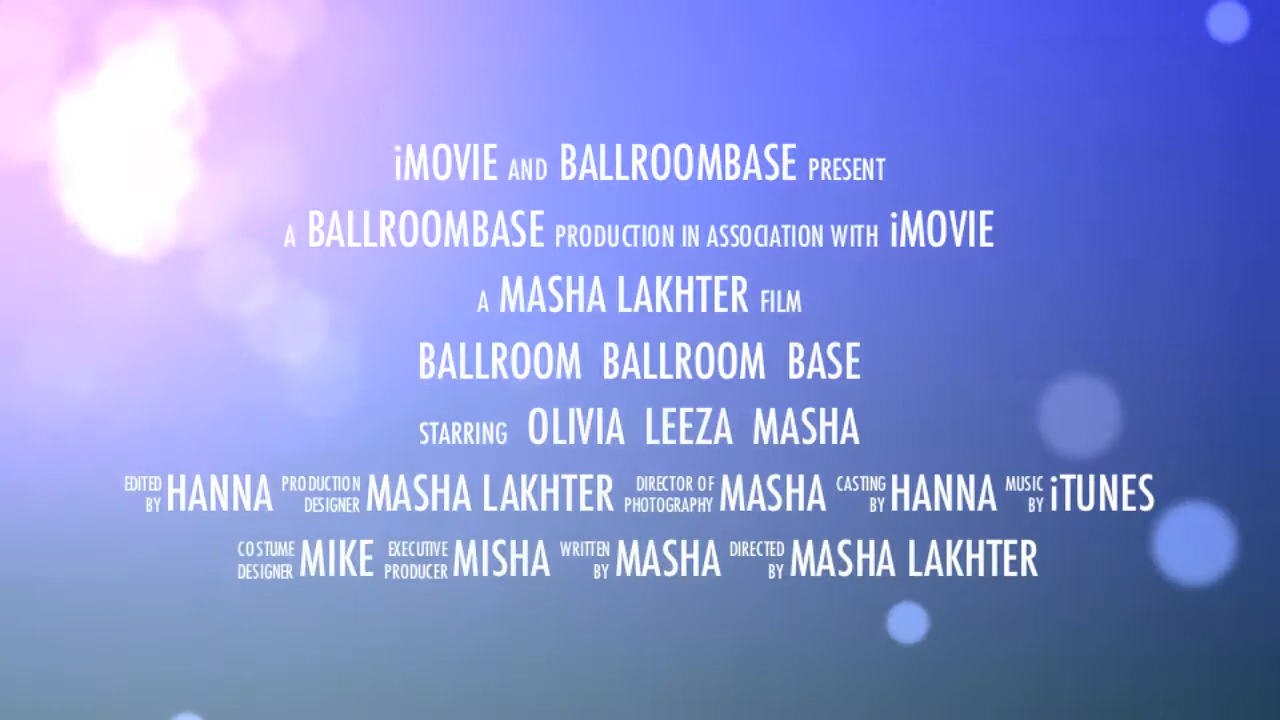 iMOVIE AND BALLROOMBASE PRESENT
A BALLROOMBASE PRODUCTION IN ASSOCIATION WITH iMOVIE
A MASHA LAKHTER FILM
BALLROOM BALLROOM BASE
STARRING OLIVIA LEEZA MASHA
EDITED BY HANNA PRODUCTION DESIGNER MASHA LAKHTER DIRECTOR OF PHOTOGRAPHY MASHA CASTING BY HANNA MUSIC BY iTUNES
COSTUME DESIGNER MIKE EXECUTIVE PRODUCER MISHA WRITTEN BY MASHA DIRECTED BY MASHA LAKHTER